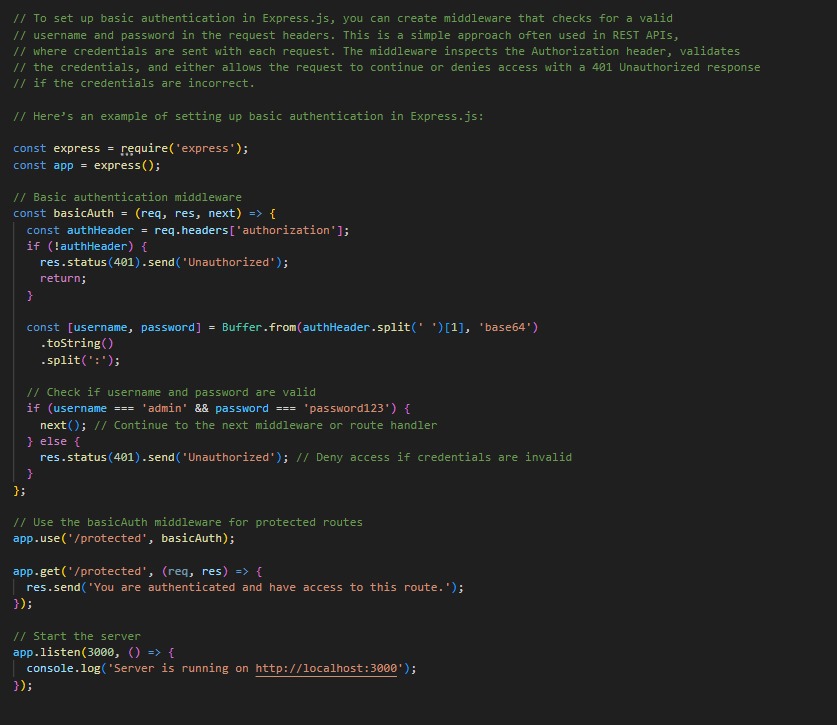 // To set up basic authentication in Express.js, you can create middleware that checks for a valid
// username and password in the request headers. This is a simple approach often used in REST APIs,
// where credentials are sent with each request. The middleware inspects the Authorization header, validates
// the credentials, and either allows the request to continue or denies access with a 401 Unauthorized response
// if the credentials are incorrect.

// Here’s an example of setting up basic authentication in Express.js:

const express = require('express');
const app = express();

// Basic authentication middleware
const basicAuth = (req, res, next) => {
  const authHeader = req.headers['authorization'];
  if (!authHeader) {
    res.status(401).send('Unauthorized');
    return;
  }

  const [username, password] = Buffer.from(authHeader.split(' ')[1], 'base64')
    .toString()
    .split(':');

  // Check if username and password are valid
  if (username === 'admin' && password === 'password123') {
    next(); // Continue to the next middleware or route handler
  } else {
    res.status(401).send('Unauthorized'); // Deny access if credentials are invalid
  }
};

// Use the basicAuth middleware for protected routes
app.use('/protected', basicAuth);

app.get('/protected', (req, res) => {
  res.send('You are authenticated and have access to this route.');
});

// Start the server
app.listen(3000, () => {
  console.log('Server is running on http://localhost:3000');
});